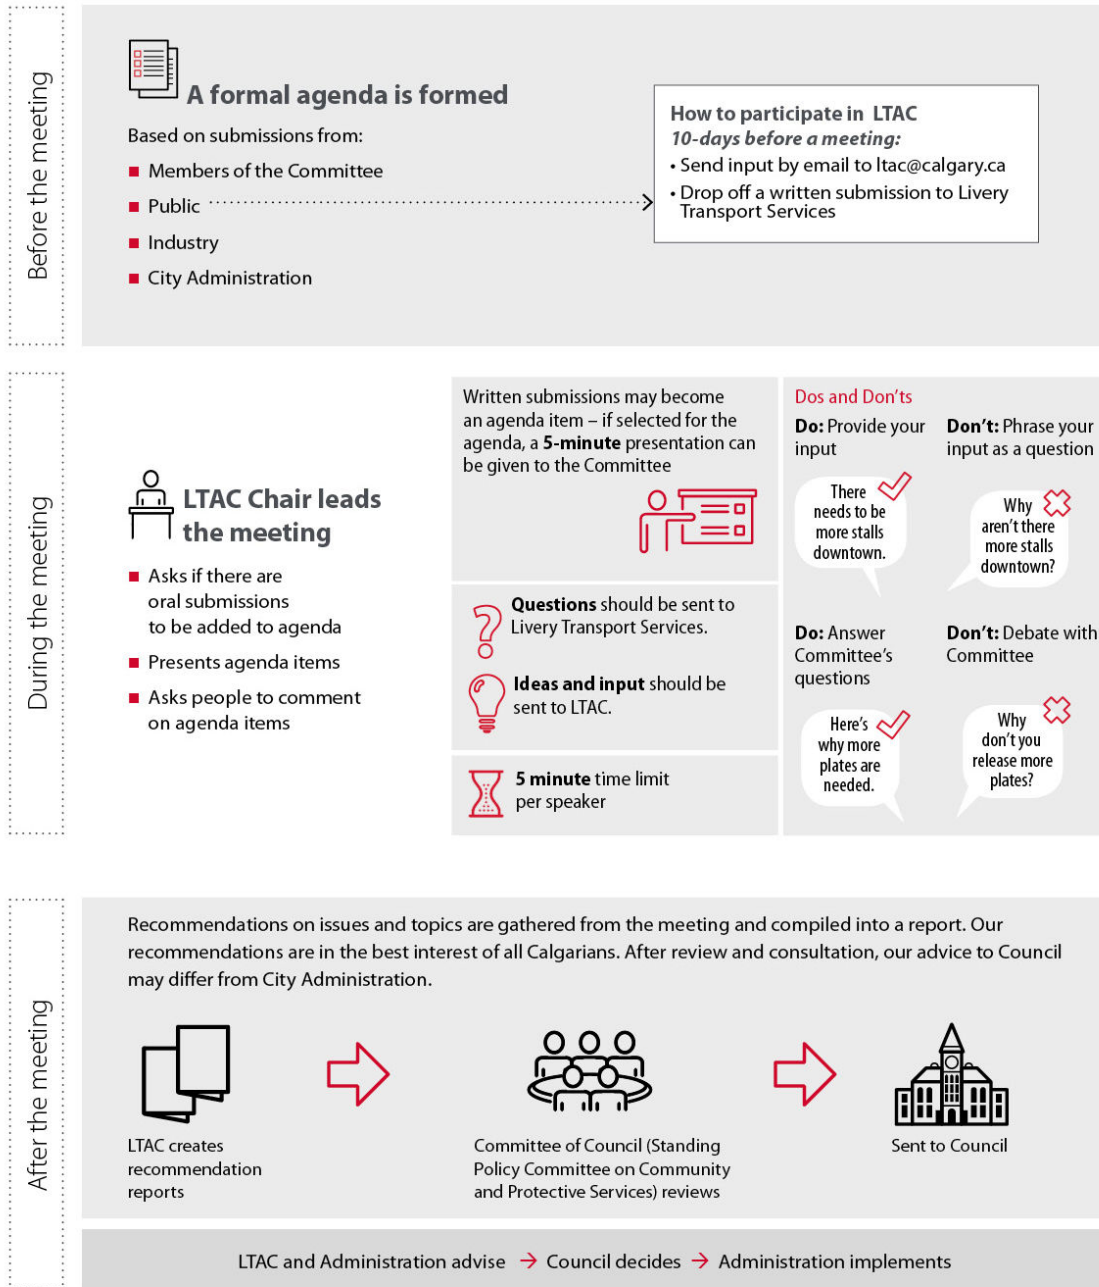 Before the meeting
A formal agenda is formed
Based on submissions from:
Members of the Committee
Public
Industry
City Administration
How to participate in LTAC
10-days before a meeting:
• Send input by email to ltac@calgary.ca
• Drop off a written submission to Livery
Transport Services
During the meeting
LTAC Chair leads
the meeting
Asks if there are
oral submissions
to be added to agenda
Presents agenda items
Asks people to comment
on agenda items
Written submissions may become
an agenda item – if selected for the
agenda, a 5-minute presentation can
be given to the Committee
Questions should be sent to
Livery Transport Services.
Ideas and input should be
sent to LTAC.
5 minute time limit
per speaker
Dos and Don'ts
Do: Provide your
input
There
needs to be
more stalls
downtown.
Don't: Phrase your
input as a question
Why
aren't there
more stalls
downtown?
Do: Answer
Committee's
questions
Here's
why more
plates are
needed.
Don't: Debate with
Committee
Why
don't you
release more
plates?
After the meeting
Recommendations on issues and topics are gathered from the meeting and compiled into a report. Our
recommendations are in the best interest of all Calgarians. After review and consultation, our advice to Council
may differ from City Administration.
LTAC creates
recommendation
reports
Committee of Council (Standing
Policy Committee on Community
and Protective Services) reviews
Sent to Council
LTAC and Administration advise → Council decides → Administration implements